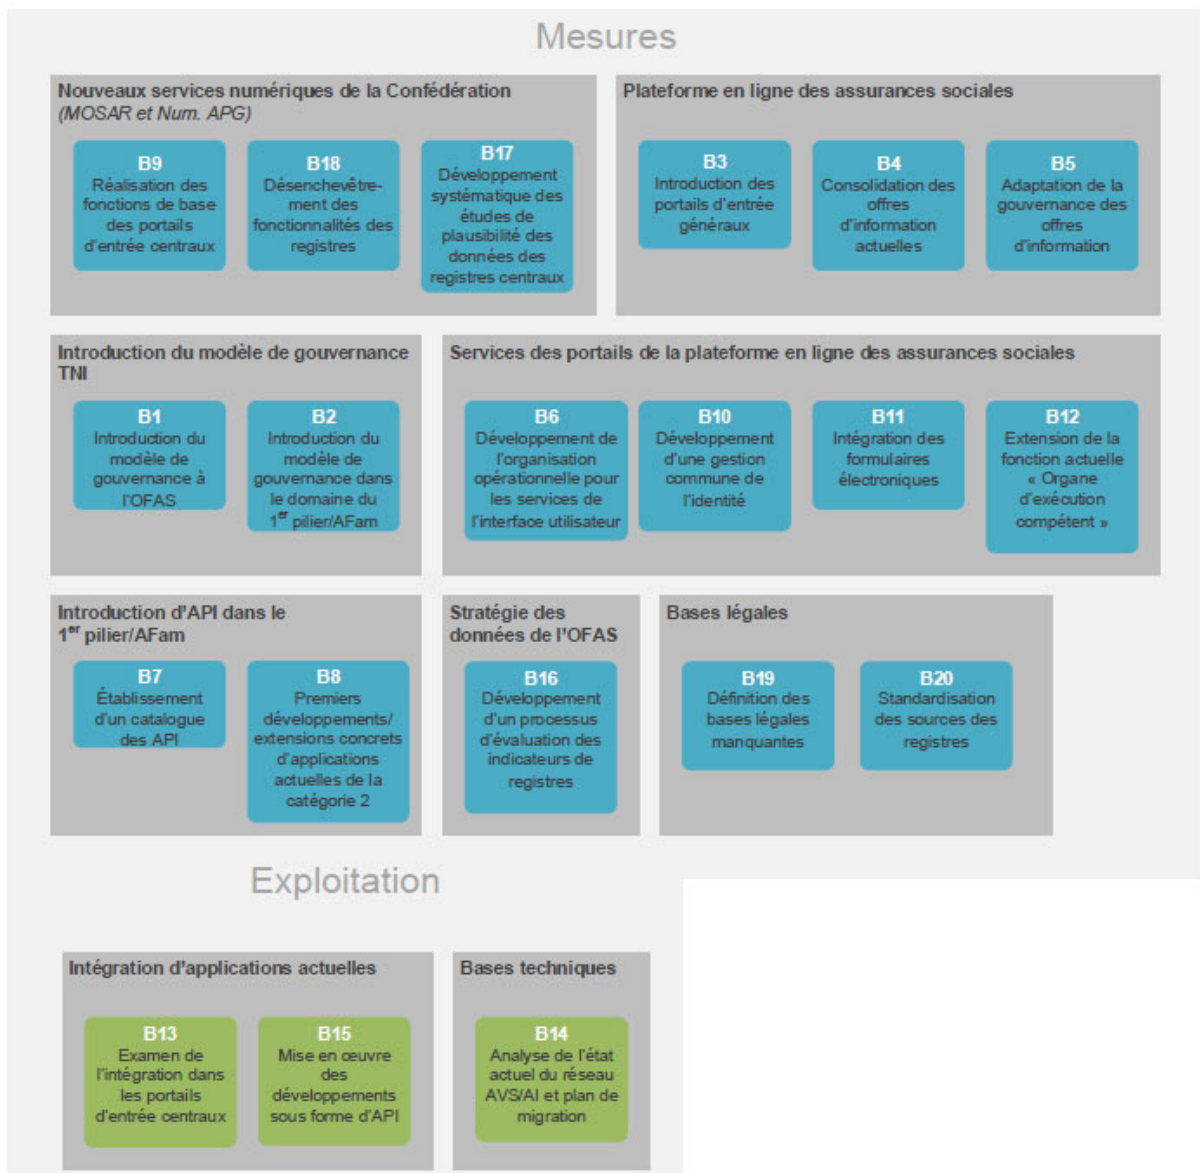 Mesures
Nouveaux services numériques de la Confédération
(MOSAR et Num. APG)
B9
Réalisation des
fonctions de base
des portails
d'entrée centraux
B18
Désenchevêtre-
ment des
fonctionnalités des
registres
B17
Développement
systématique des
études de
plausibilité des
données des
registres centraux
Plateforme en ligne des assurances sociales
B3
Introduction des
portails d'entrée
généraux
B4
Consolidation des
offres
d'information
actuelles
B5
Adaptation de la
gouvernance des
offres
d'information
Introduction du modèle de gouvernance
TNI
B1
Introduction du
modèle de
gouvernance à
l'OFAS
B2
Introduction du
modèle de
gouvernance dans
le domaine du
1er pilier/AFam
Services des portails de la plateforme en ligne des assurances sociales
B6
Développement de
l'organisation
opérationnelle pour
les services de
l'interface utilisateur
B10
Développement
d'une gestion
commune de
l'identité
B11
Intégration des
formulaires
électroniques
B12
Extension de la
fonction actuelle
« Organe
d'exécution
compétent »
Introduction d'API dans le
1er pilier/AFam
B7
Établissement
d'un catalogue
des API
B8
Premiers
développements/
extensions concrets
d'applications
actuelles de la
catégorie 2
Stratégie des
données de l'OFAS
B16
Développement
d'un processus
d'évaluation des
indicateurs de
registres
Bases légales
B19
Définition des
bases légales
manquantes
B20
Standardisation
des sources des
registres
Exploitation
Intégration d'applications actuelles
B13
Examen de
l'intégration dans
les portails
d'entrée centraux
B15
Mise en œuvre
des
développements
sous forme d'API
Bases techniques
B14
Analyse de l'état
actuel du réseau
AVS/AI et plan de
migration